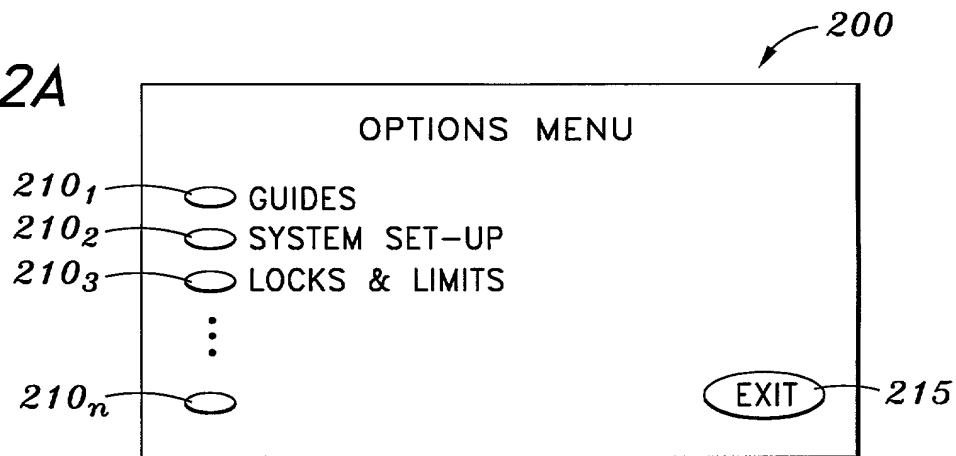 200
2A
OPTIONS MENU
210₁ GUIDES
210₂ SYSTEM SET-UP
210₃ LOCKS & LIMITS
210ₙ EXIT 215